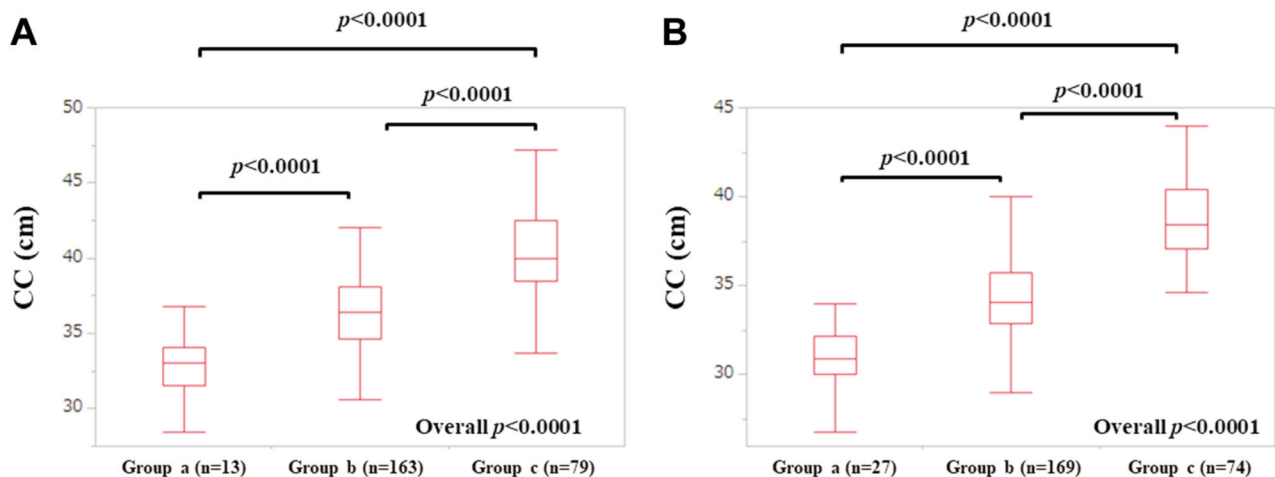 A
p<0.0001
p<0.0001
p<0.0001
CC (cm)
50
45
40
35
30
Overall p<0.0001
Group a (n=13) Group b (n=163) Group c (n=79)
B
p<0.0001
p<0.0001
p<0.0001
CC (cm)
45
40
35
30
Overall p<0.0001
Group a (n=27) Group b (n=169) Group c (n=74)